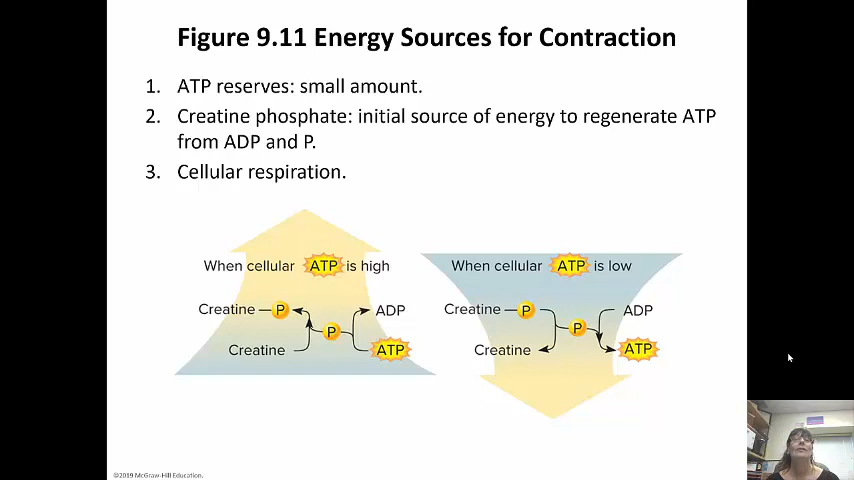 Figure 9.11 Energy Sources for Contraction
1. ATP reserves: small amount.
2. Creatine phosphate: initial source of energy to regenerate ATP
from ADP and P.
3. Cellular respiration.
When cellular ATP is high
Creatine P ADP
P
Creatine ATP
When cellular ATP is low
Creatine P ADP
P
Creatine ATP
©2019 McGraw-Hill Education.